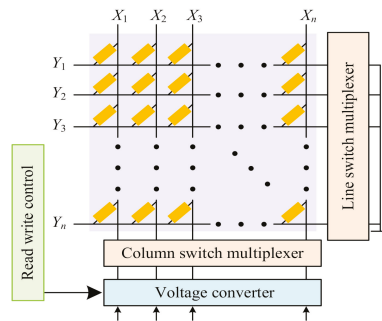 X1 X2 X3 Xn
Y1
Y2
Y3
Yn
Line switch multiplexer
Read write control
Column switch multiplexer
Voltage converter